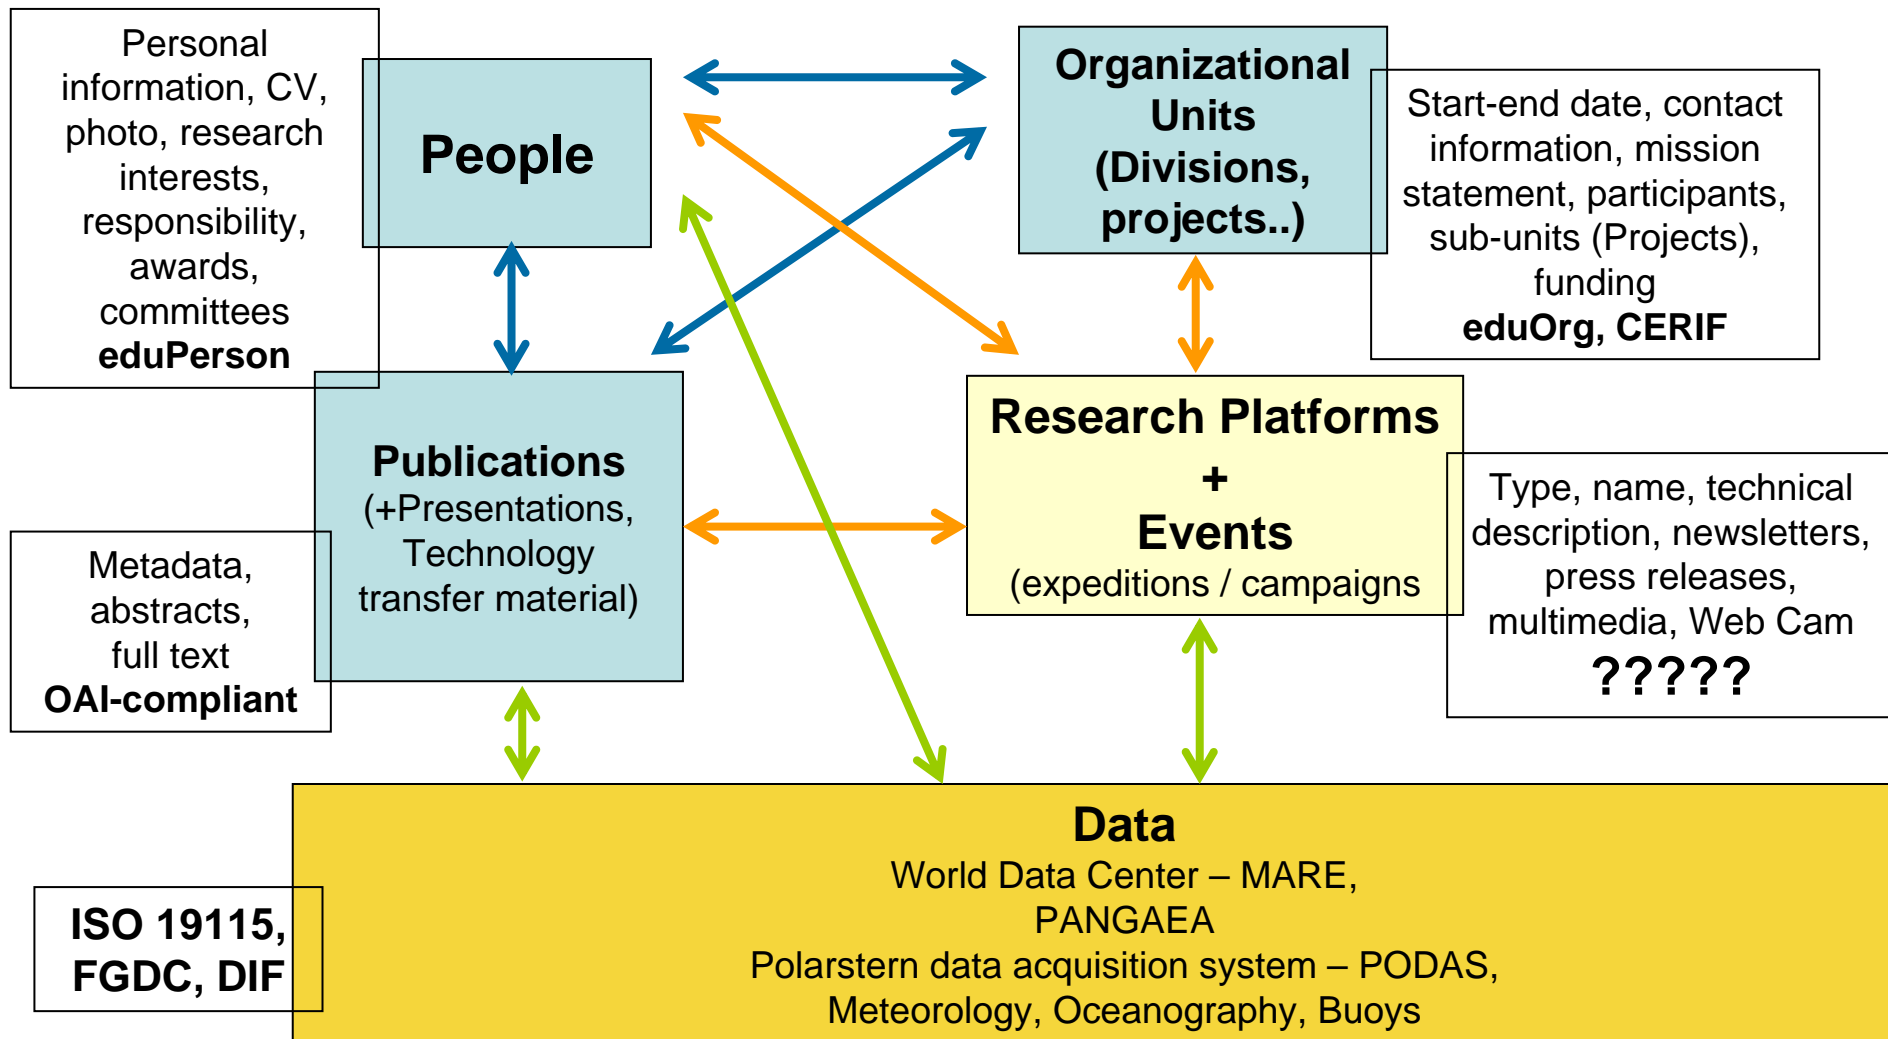 Personal
information, CV,
photo, research
interests,
responsibility,
awards,
committees
eduPerson
People
Organizational
Units
(Divisions,
projects..)
Start-end date, contact
information, mission
statement, participants,
sub-units (Projects),
funding
eduOrg, CERIF
Publications
(+Presentations,
Technology
transfer material)
Metadata,
abstracts,
full text
OAI-compliant
Research Platforms
+
Events
(expeditions / campaigns
Type, name, technical
description, newsletters,
press releases,
multimedia, Web Cam
?????
Data
World Data Center – MARE,
PANGAEA
Polarstern data acquisition system – PODAS,
Meteorology, Oceanography, Buoys
ISO 19115,
FGDC, DIF